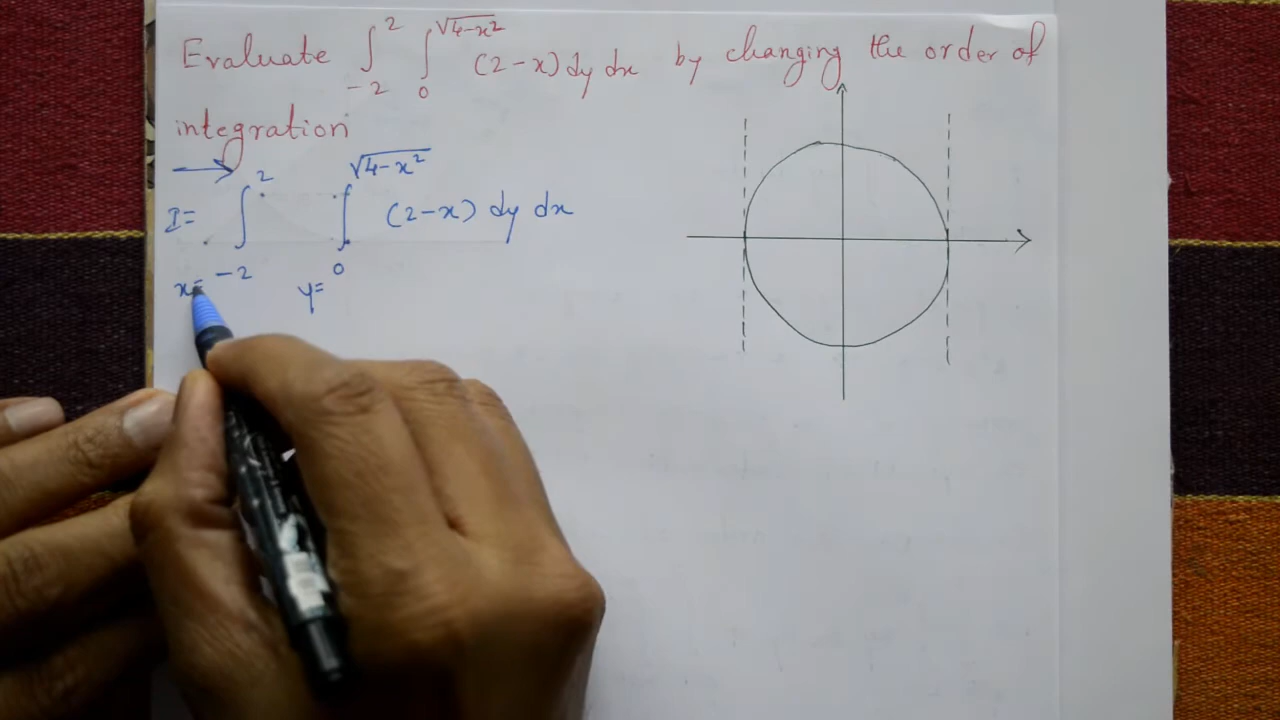 Evaluate ∫_{-2}^{2} ∫_{0}^{√4-x²} (2-x) dy dx by changing the order of
integration
I= ∫_{x=-2}^{2} ∫_{y=0}^{√4-x²} (2-x) dy dx